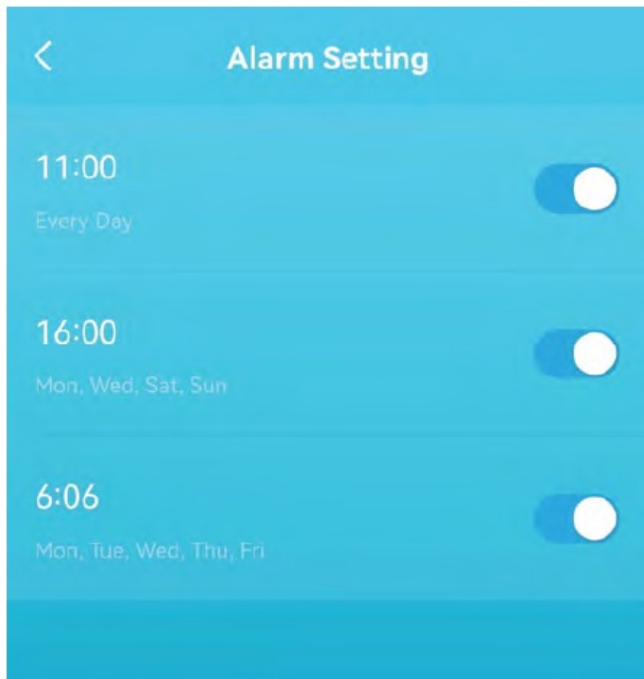 Alarm Setting
11:00
Every Day
16:00
Mon, Wed, Sat, Sun
6:06
Mon, Tue, Wed, Thu, Fri